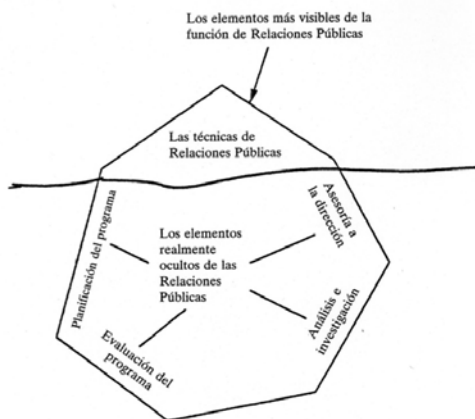 Los elementos más visibles de la
función de Relaciones Públicas
Las técnicas de
Relaciones Públicas
Planificación del programa
Los elementos
realmente
ocultos de las
Relaciones
Públicas
Asesoría a
la dirección
Análisis e
investigación
Evaluación del
programa